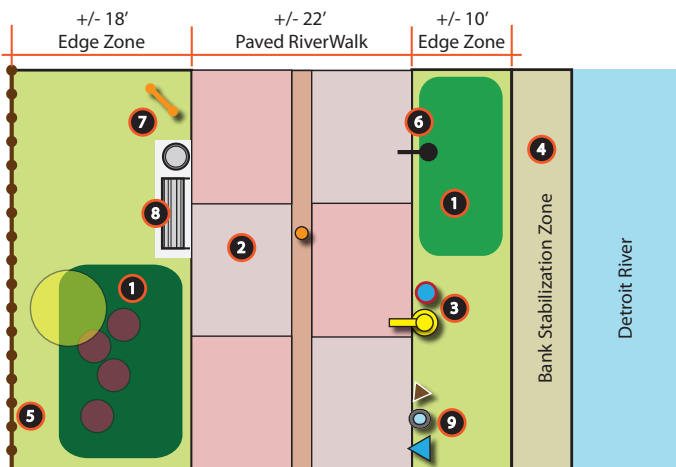 +/- 18’
Edge Zone
+/- 22’
Paved RiverWalk
+/- 10’
Edge Zone
7
6
4
1
8
2
1
3
5
9
Bank Stabilization Zone
Detroit River